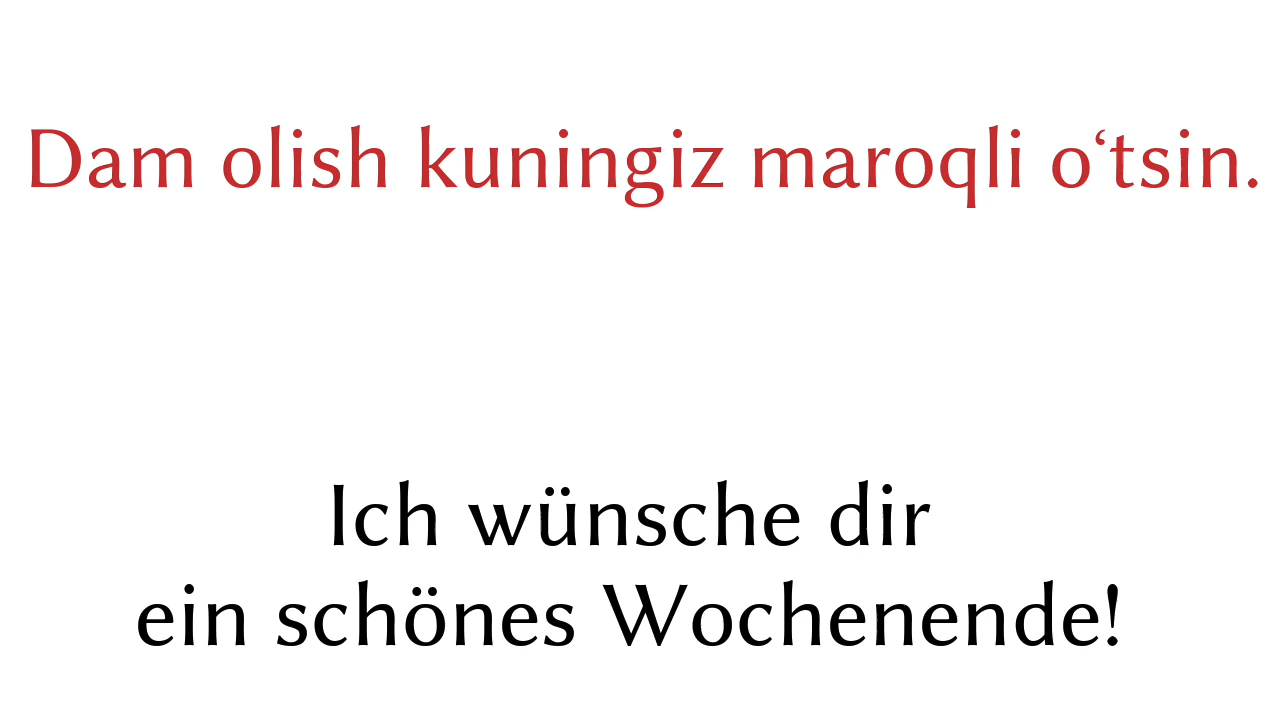 Dam olish kuningiz maroqli o‘tsin.
Ich wünsche dir
ein schönes Wochenende!